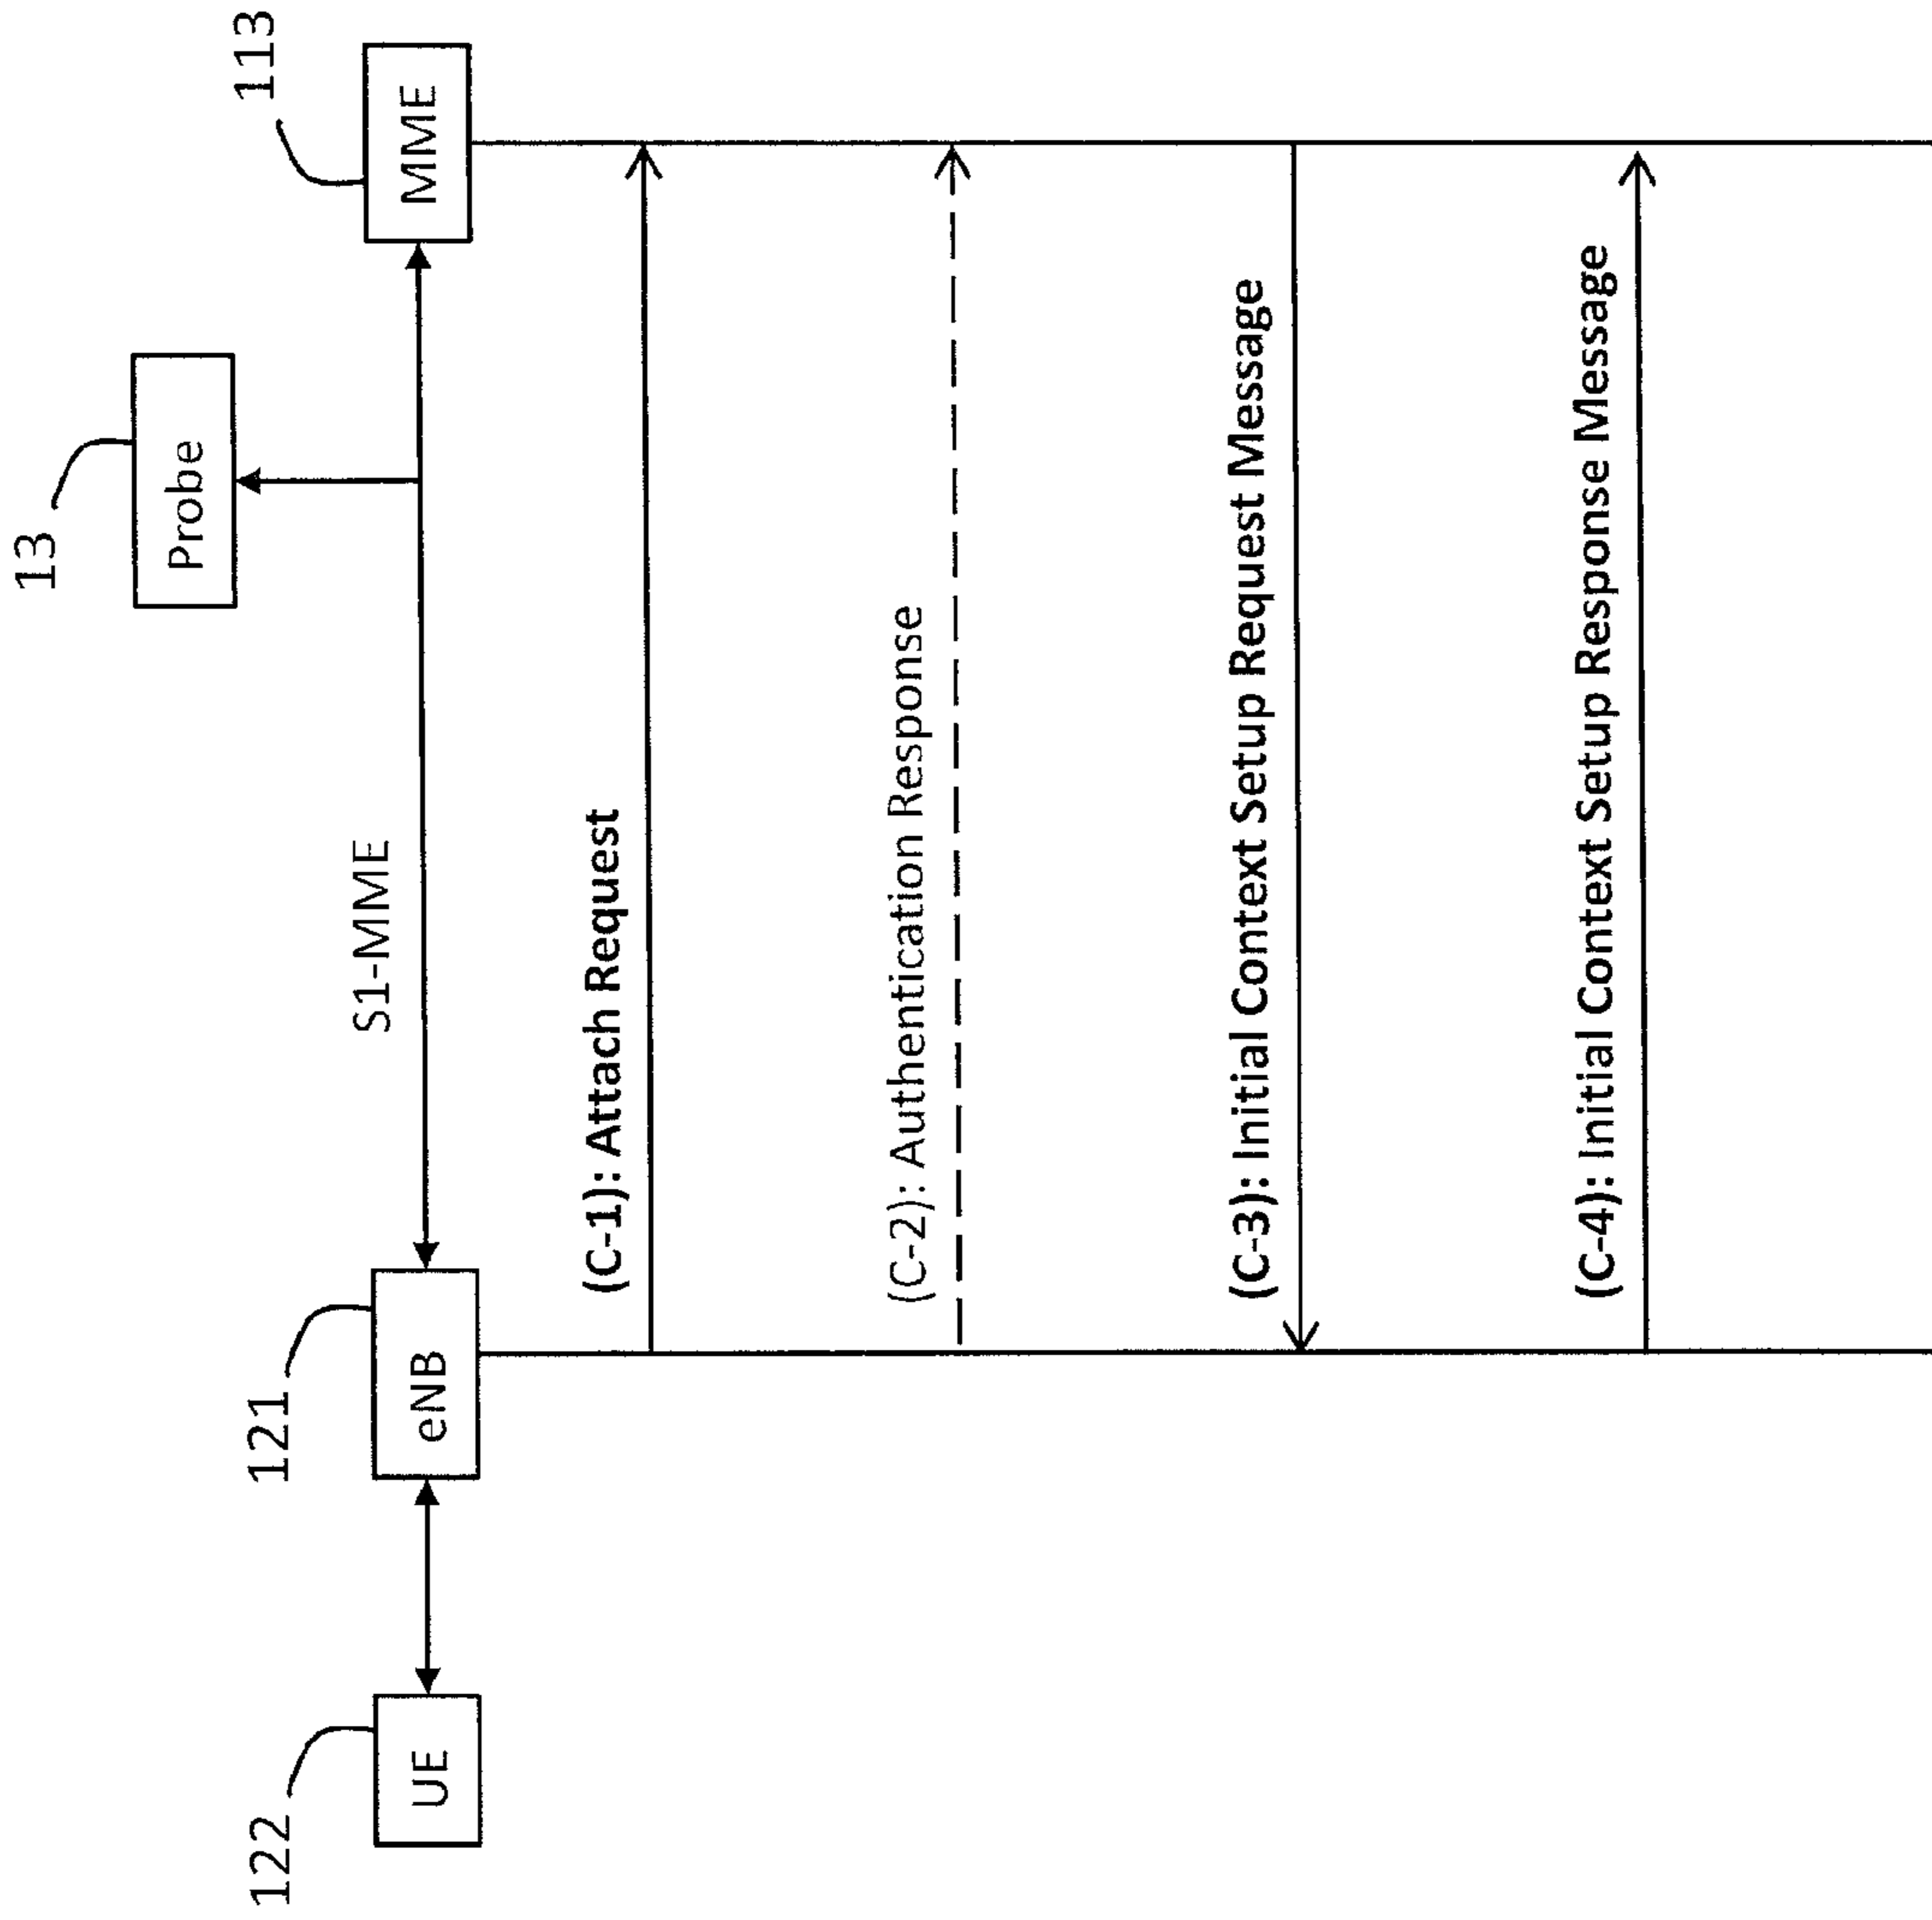 13
Probe
122
121
113
UE
eNB
S1-MME
MME
(C-1): Attach Request
(C-2): Authentication Response
(C-3): Initial Context Setup Request Message
(C-4): Initial Context Setup Response Message